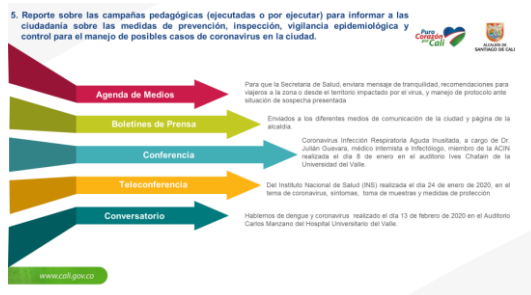 5. Reporte sobre las campañas pedagógicas (ejecutadas o por ejecutar) para informar a las
ciudadanía sobre las medidas de prevención, inspección, vigilancia epidemiológica y
control para el manejo de posibles casos de coronavirus en la ciudad.
Puro
Corazón
por Cali
ALCALDÍA DE
SANTIAGO DE CALI
Agenda de Medios
Para que la Secretaria de Salud, enviara mensaje de tranquilidad, recomendaciones para
viajeros a la zona o desde el territorio impactado por el virus, y manejo de protocolo ante
situación de sospecha presentada
Boletines de Prensa
Enviados a los diferentes medios de comunicación de la ciudad y página de la
alcaldía.
Conferencia
Coronavirus Infección Respiratoria Aguda Inusitada, a cargo de Dr.
Julián Guevara, médico internista e Infectólogo, miembro de la ACIN
realizada el día 8 de enero en el auditorio Ives Chatain de la
Universidad del Valle.
Teleconferencia
Del Instituto Nacional de Salud (INS) realizada el día 24 de enero de 2020, en el
tema de coronavirus, síntomas, toma de muestras y medidas de protección
Conversatorio
Hablemos de dengue y coronavirus realizado el día 13 de febrero de 2020 en el Auditorio
Carlos Manzano del Hospital Universitario del Valle.
www.cali.gov.co